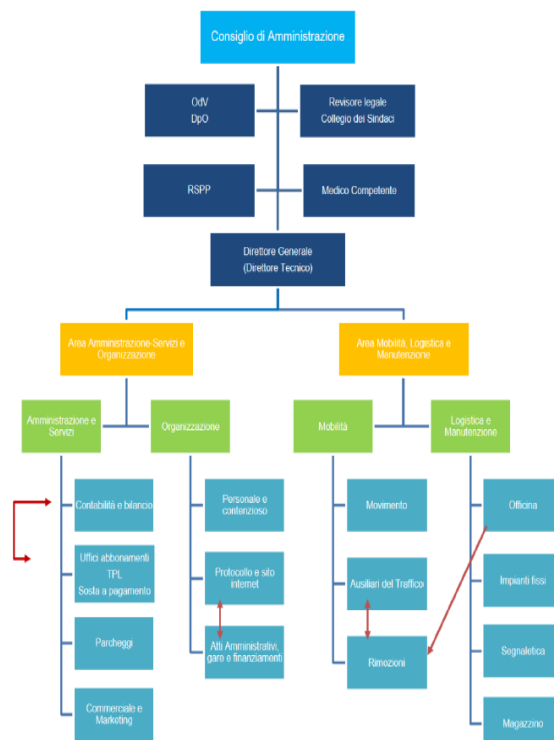 Consiglio di Amministrazione
OdV
DpO
Revisore legale
Collegio dei Sindaci
RSPP
Medico Competente
Direttore Generale
(Direttore Tecnico)
Area Amministrazione-Servizi e
Organizzazione
Area Mobilità, Logistica e
Manutenzione
Amministrazione e
Servizi
Organizzazione
Mobilità
Logistica e
Manutenzione
Contabilità e bilancio
Personale e
contenzioso
Movimento
Officina
Uffici abbonamenti
TPL
Sosta a pagamento
Protocollo e sito
internet
Ausiliari del Traffico
Impianti fissi
Parcheggi
Atti Amministrativi,
gare e finanziamenti
Rimozioni
Segnaletica
Commerciale e
Marketing
Magazzino